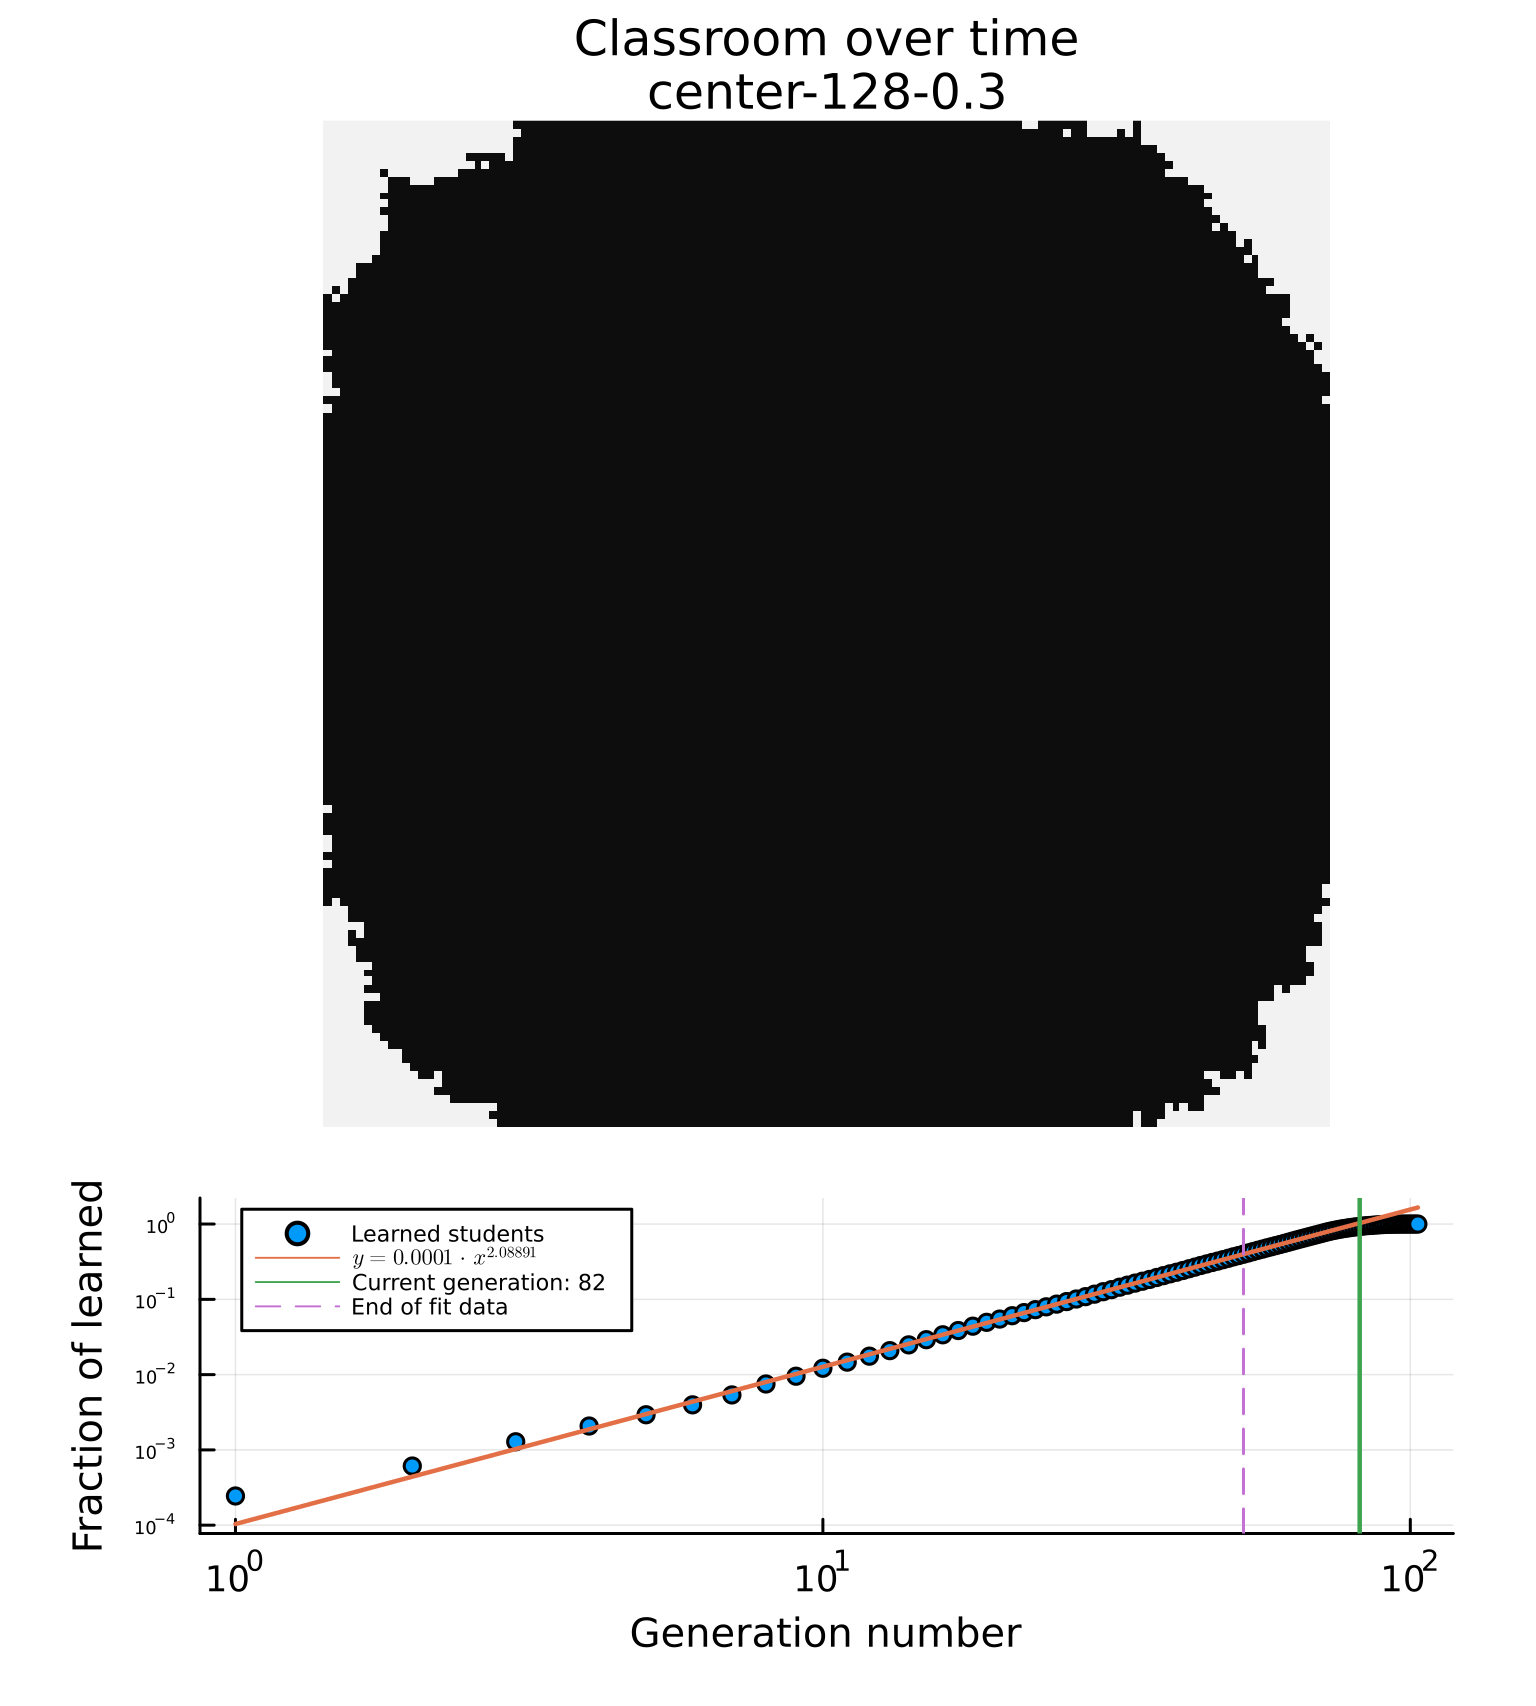 Classroom over time
center-128-0.3
Fraction of learned
10^0
10^-1
10^-2
10^-3
10^-4
Learned students
y = 0.0001 · x^2.08891
Current generation: 82
End of fit data
10^0 10^1 10^2
Generation number